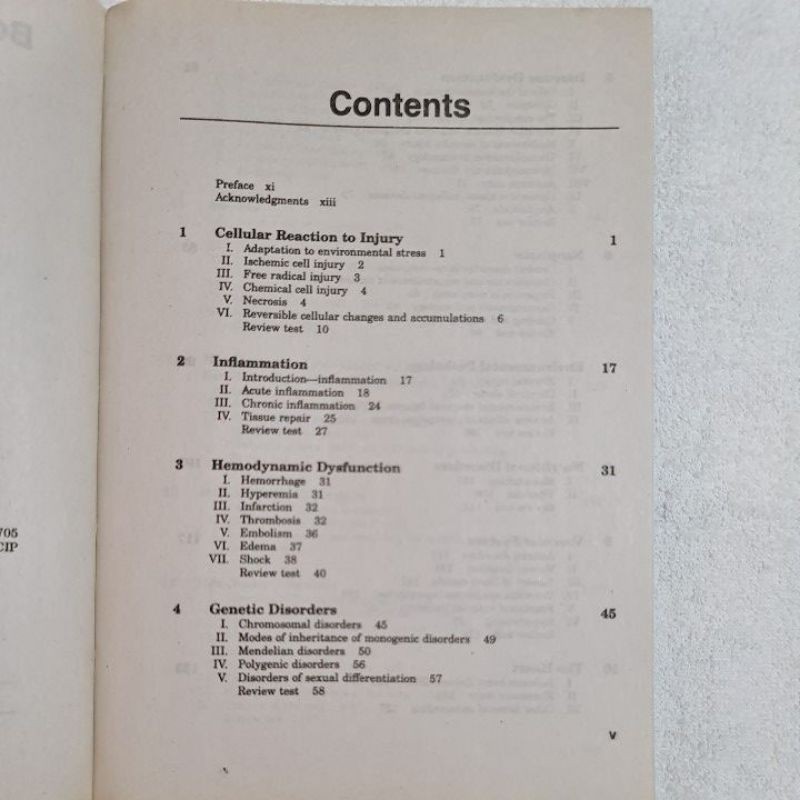 Contents
Preface xi
Acknowledgments xiii
1 Cellular Reaction to Injury 1
I. Adaptation to environmental stress 1
II. Ischemic cell injury 2
III. Free radical injury 3
IV. Chemical cell injury 4
V. Necrosis 4
VI. Reversible cellular changes and accumulations 6
Review test 10
2 Inflammation 17
I. Introduction—inflammation 17
II. Acute inflammation 18
III. Chronic inflammation 24
IV. Tissue repair 25
Review test 27
3 Hemodynamic Dysfunction 31
I. Hemorrhage 31
II. Hyperemia 31
III. Infarction 32
IV. Thrombosis 32
V. Embolism 36
VI. Edema 37
VII. Shock 38
Review test 40
4 Genetic Disorders 45
I. Chromosomal disorders 45
II. Modes of inheritance of monogenic disorders 49
III. Mendelian disorders 50
IV. Polygenic disorders 56
V. Disorders of sexual differentiation 57
Review test 58
v
705
CIP